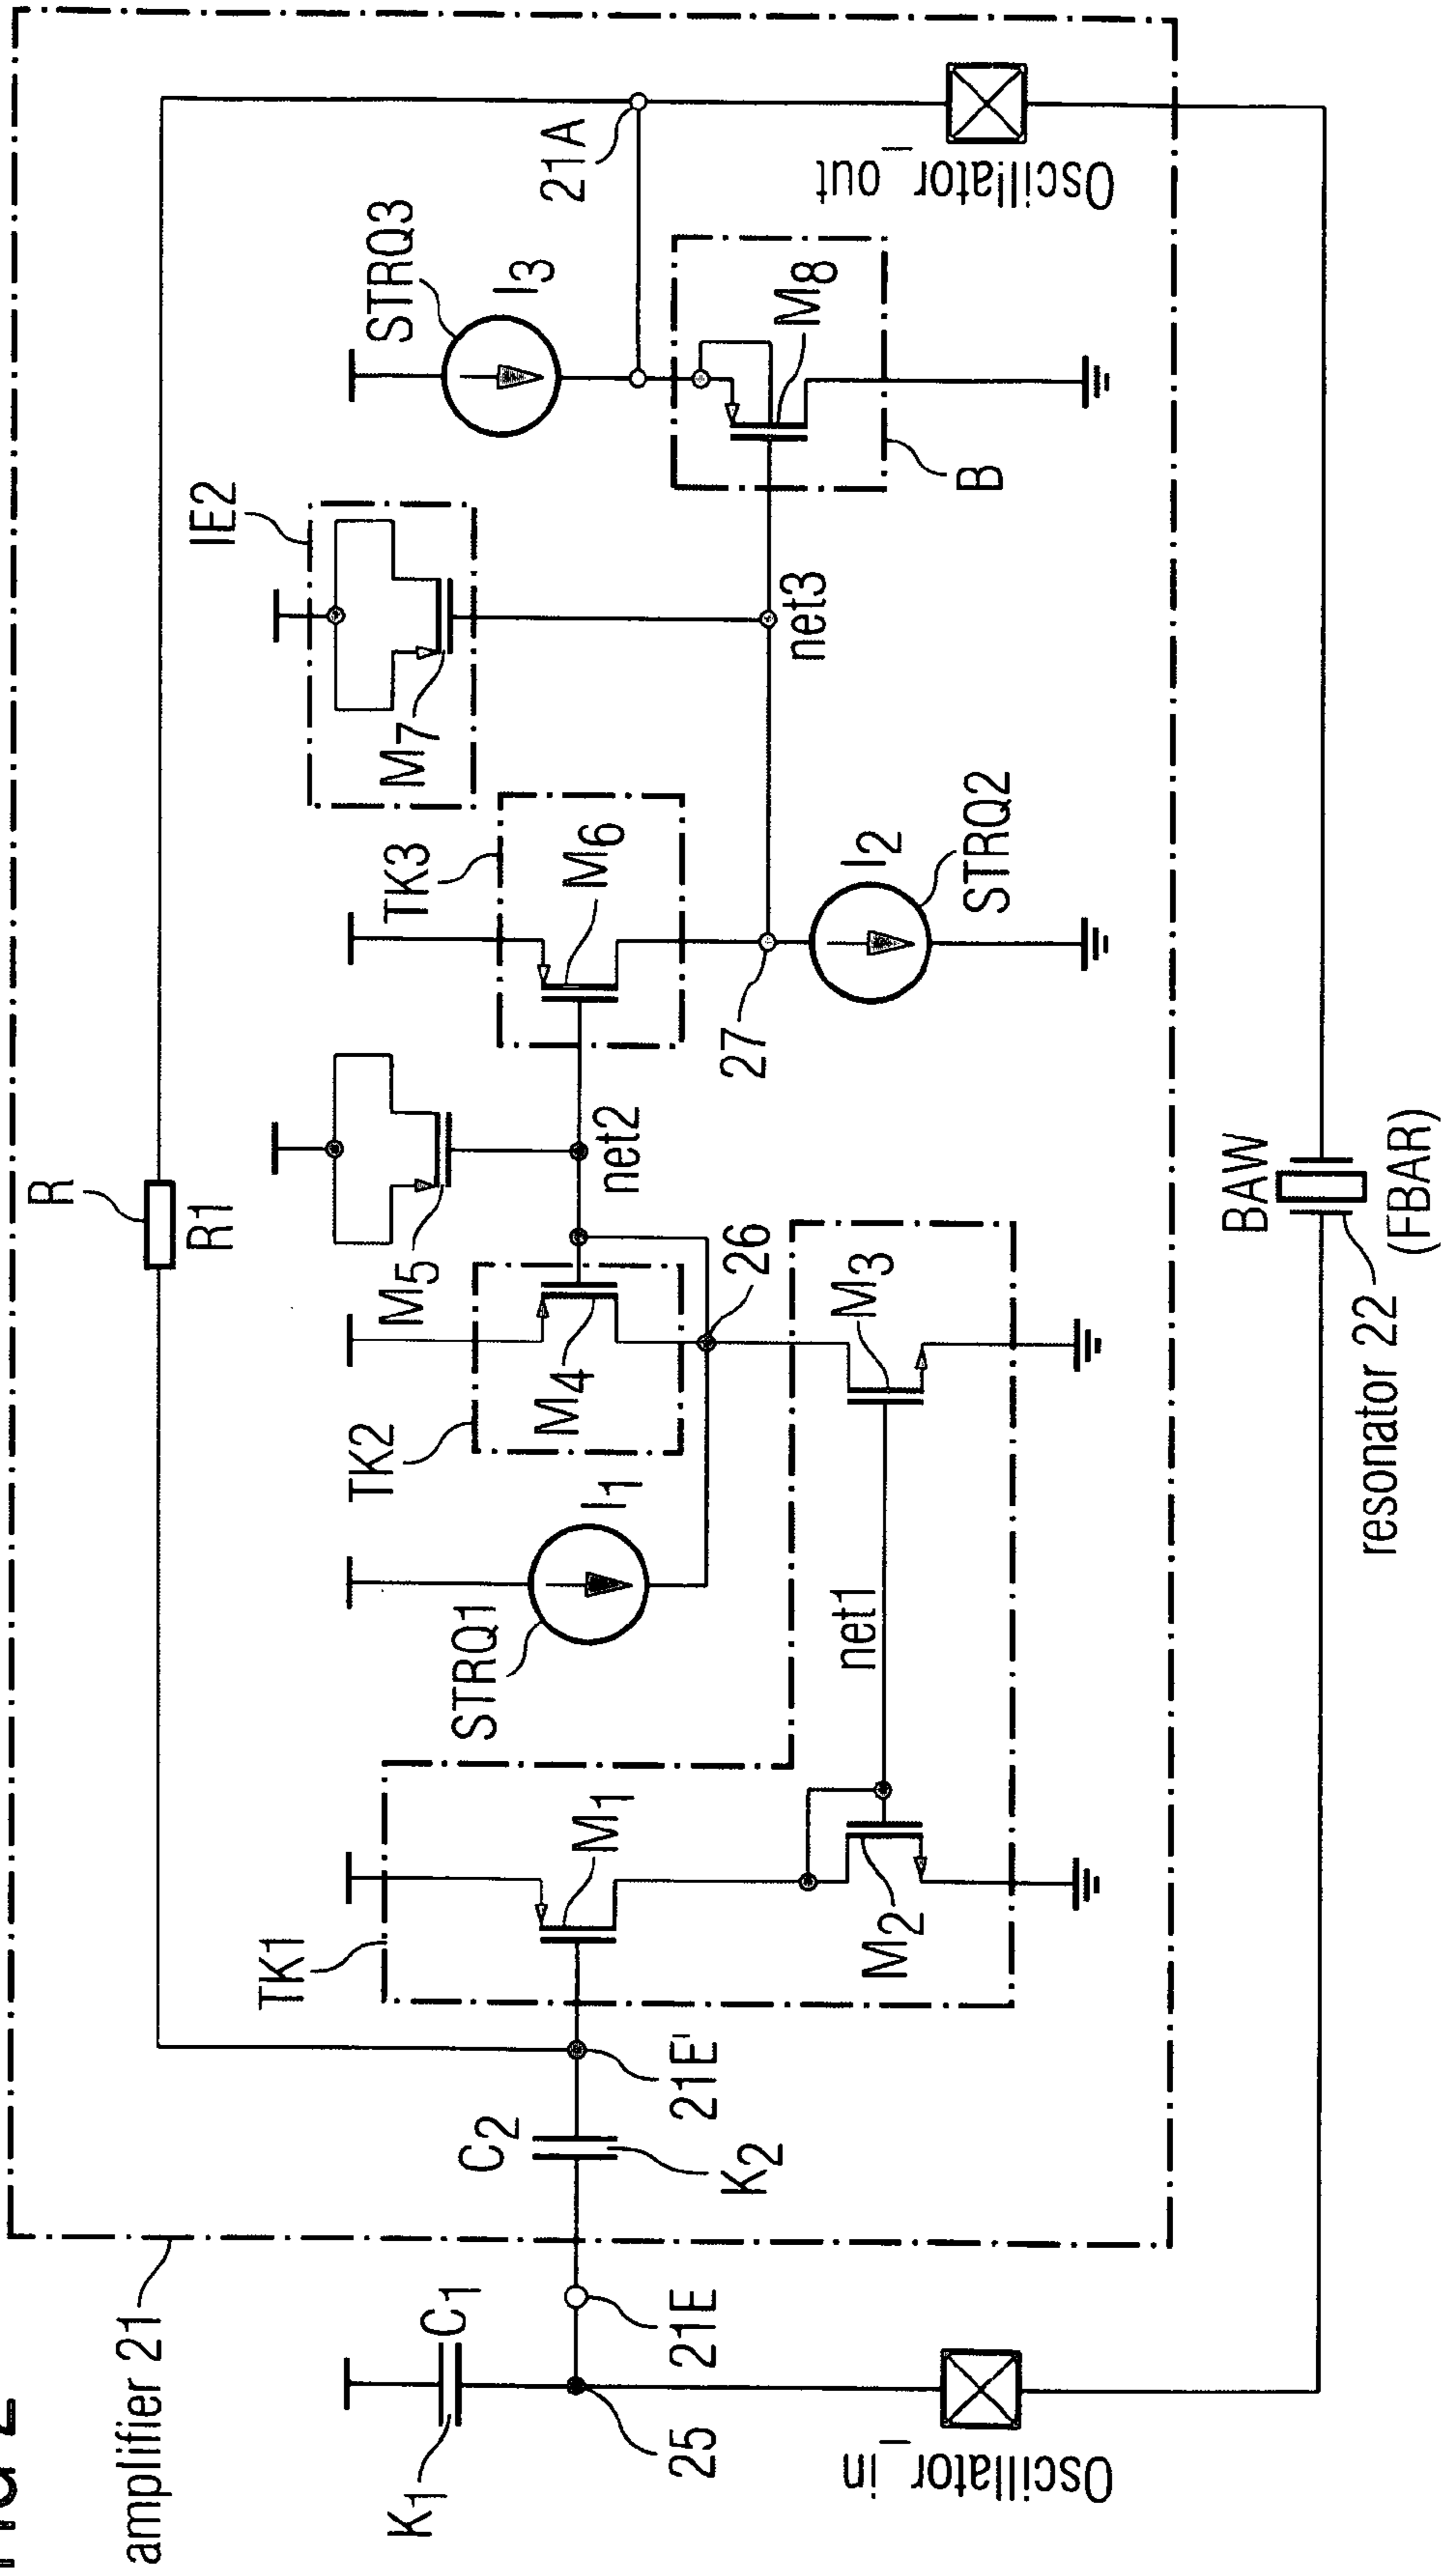 FIG 2
amplifier 21
R
R1
K1
C1
25
21E
C2
K2
21E'
TK1
M1
M2
net1
STRQ1
I1
TK2
M4
M5
net2
26
M3
TK3
M6
27
I2
STRQ2
IE2
M7
net3
STRQ3
I3
21A
M8
B
Oscillator_in
Oscillator_out
BAW
(FBAR)
resonator 22